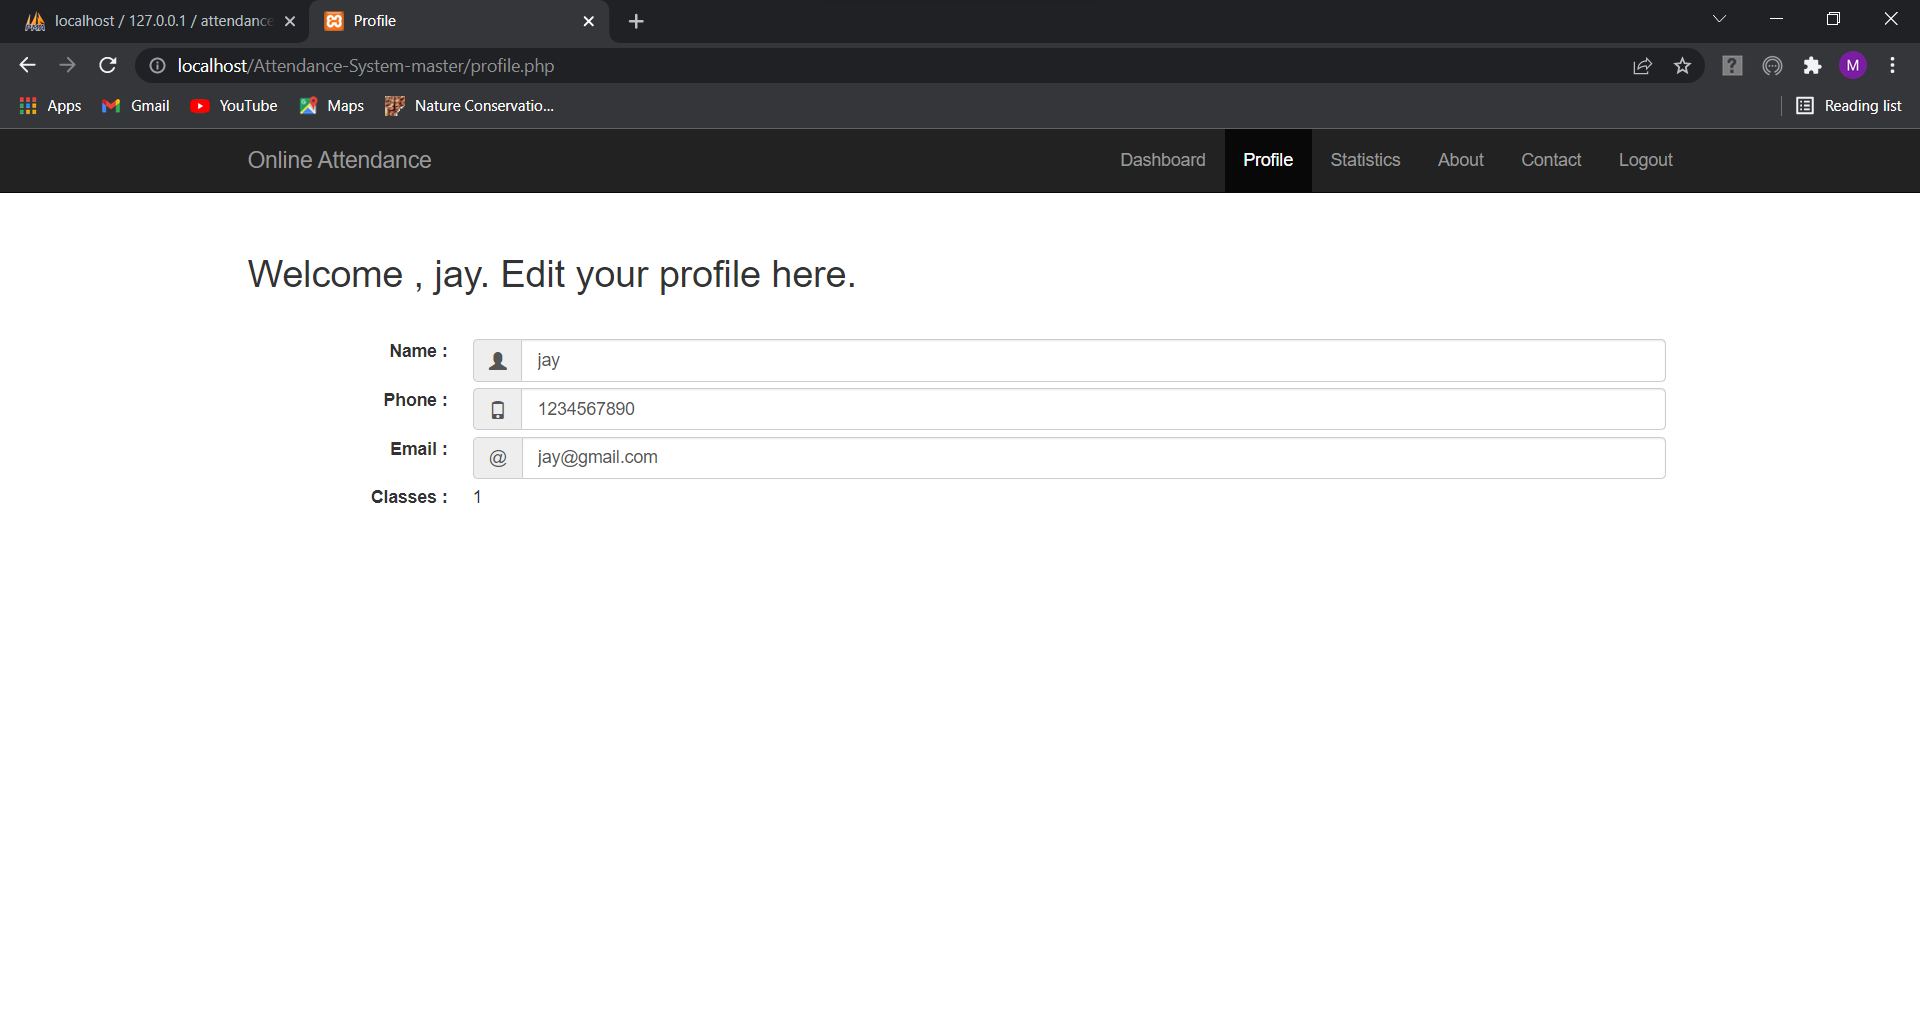 localhost / 127.0.0.1 / attendance
Profile
localhost/Attendance-System-master/profile.php
M
Apps
Gmail
YouTube
Maps
Nature Conservatio...
Reading list
Online Attendance
Dashboard
Profile
Statistics
About
Contact
Logout
Welcome , jay. Edit your profile here.
Name :
jay
Phone :
1234567890
Email :
@
jay@gmail.com
Classes :
1